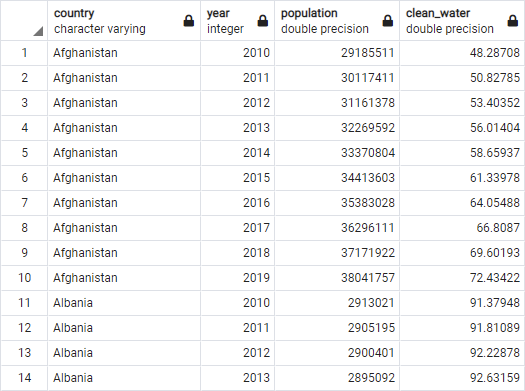 country year population clean_water
character varying integer double precision double precision
1 Afghanistan 2010 29185511 48.28708
2 Afghanistan 2011 30117411 50.82785
3 Afghanistan 2012 31161378 53.40352
4 Afghanistan 2013 32269592 56.01404
5 Afghanistan 2014 33370804 58.65937
6 Afghanistan 2015 34413603 61.33978
7 Afghanistan 2016 35383028 64.05488
8 Afghanistan 2017 36296111 66.8087
9 Afghanistan 2018 37171922 69.60193
10 Afghanistan 2019 38041757 72.43422
11 Albania 2010 2913021 91.37948
12 Albania 2011 2905195 91.81089
13 Albania 2012 2900401 92.22878
14 Albania 2013 2895092 92.63159